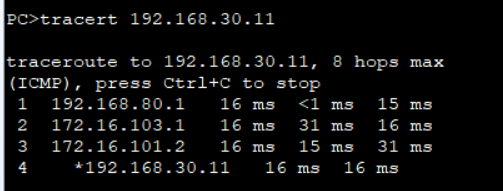 PC>tracert 192.168.30.11
traceroute to 192.168.30.11, 8 hops max
(ICMP), press Ctrl+C to stop
1 192.168.80.1 16 ms <1 ms 15 ms
2 172.16.103.1 16 ms 31 ms 16 ms
3 172.16.101.2 16 ms 15 ms 31 ms
4 *192.168.30.11 16 ms 16 ms